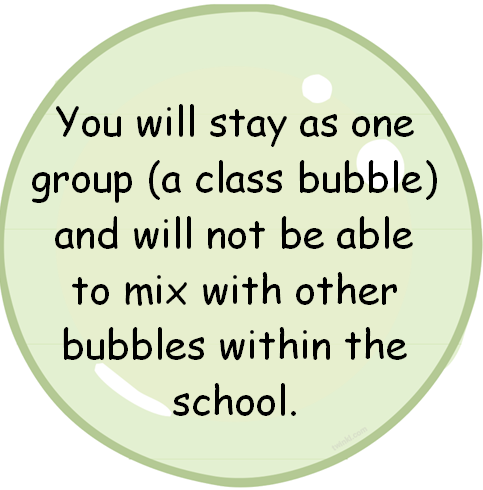 You will stay as one
group (a class bubble)
and will not be able
to mix with other
bubbles within the
school.